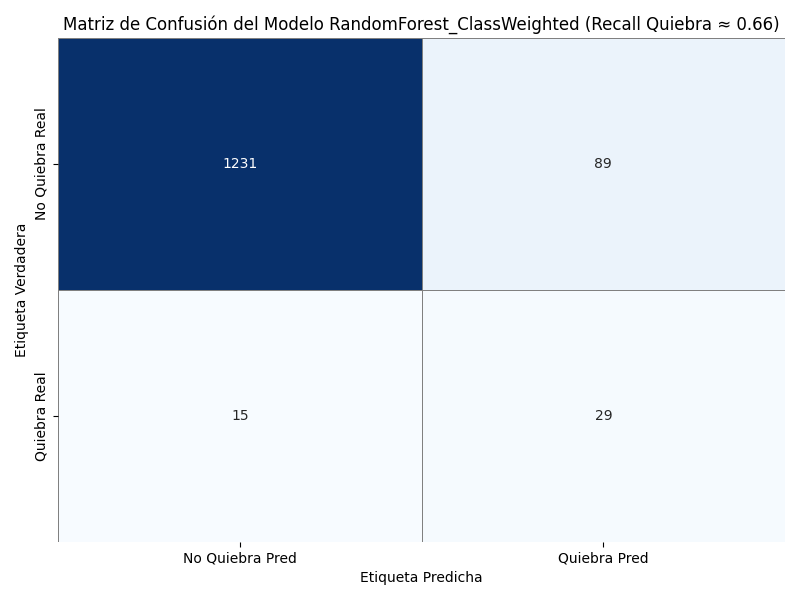 Matriz de Confusión del Modelo RandomForest_ClassWeighted (Recall Quiebra ≈ 0.66)
Etiqueta Verdadera
No Quiebra Real
1231
89
Quiebra Real
15
29
No Quiebra Pred
Quiebra Pred
Etiqueta Predicha